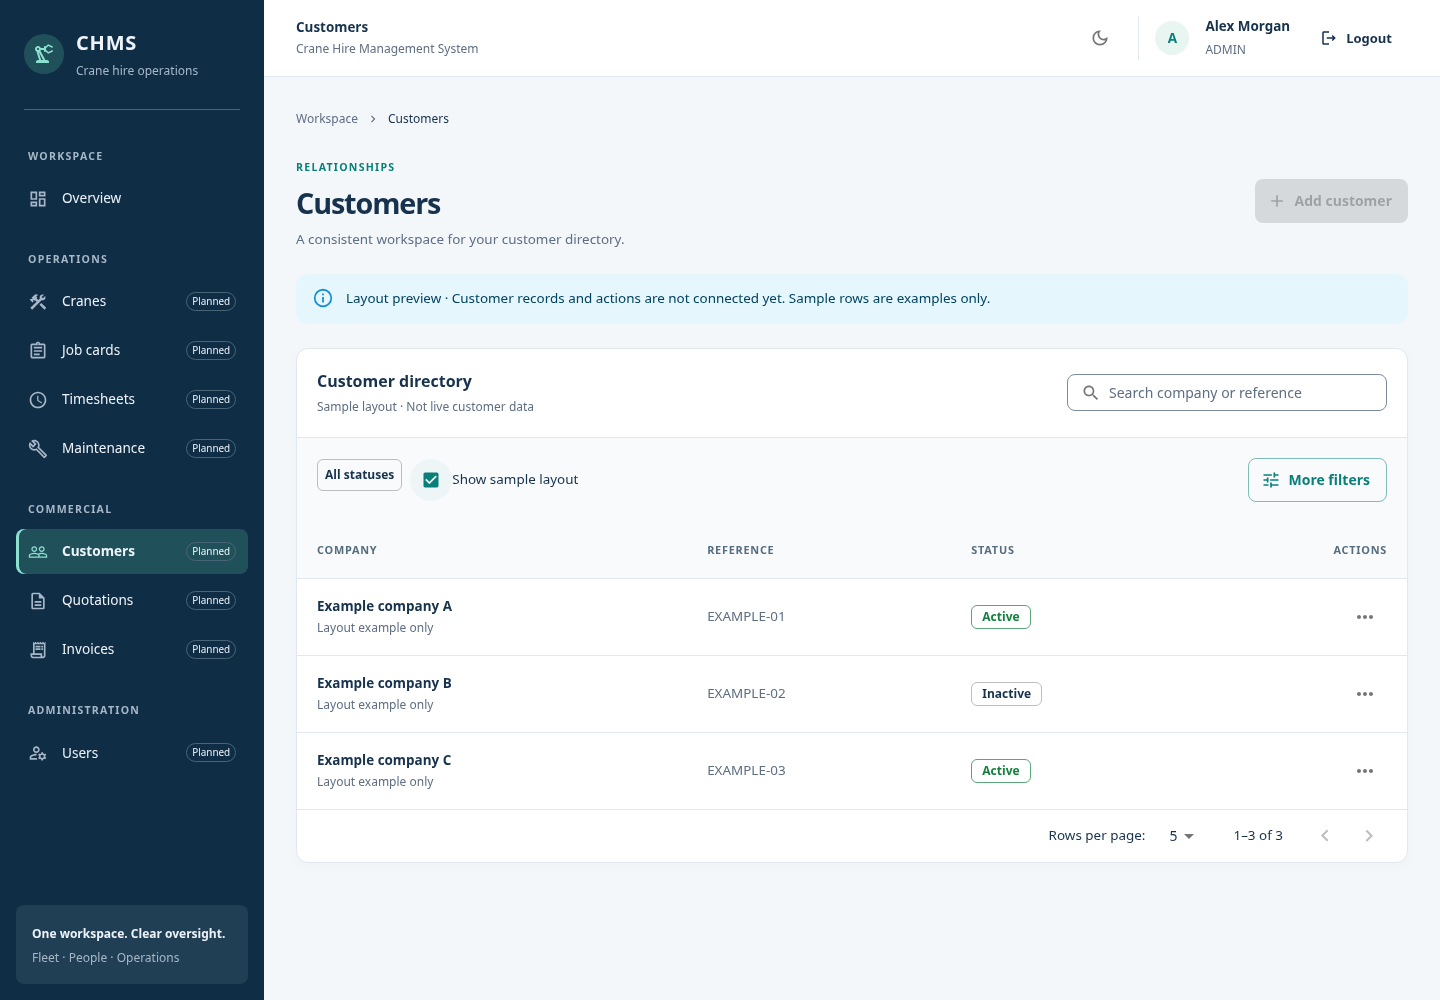 CHMS
Crane hire operations
WORKSPACE
Overview
OPERATIONS
Cranes Planned
Job cards Planned
Timesheets Planned
Maintenance Planned
COMMERCIAL
Customers Planned
Quotations Planned
Invoices Planned
ADMINISTRATION
Users Planned
One workspace. Clear oversight.
Fleet · People · Operations
Customers
Crane Hire Management System
A
Alex Morgan
ADMIN
Logout
Workspace > Customers
RELATIONSHIPS
Customers
A consistent workspace for your customer directory.
+ Add customer
Layout preview · Customer records and actions are not connected yet. Sample rows are examples only.
Customer directory
Sample layout · Not live customer data
Search company or reference
All statuses Show sample layout More filters
COMPANY REFERENCE STATUS ACTIONS
Example company A
Layout example only
EXAMPLE-01 Active
Example company B
Layout example only
EXAMPLE-02 Inactive
Example company C
Layout example only
EXAMPLE-03 Active
Rows per page: 5 1–3 of 3